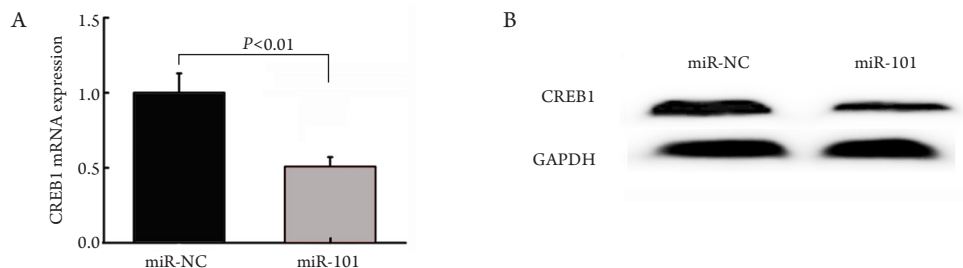 A
CREB1 mRNA expression
1.5
1.0
0.5
0.0
P<0.01
miR-NC
miR-101
B
miR-NC
miR-101
CREB1
GAPDH